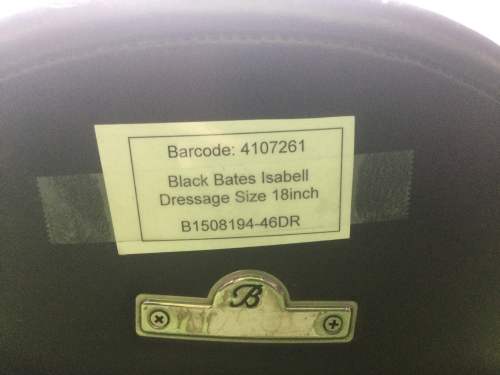 Barcode: 4107261
Black Bates Isabell
Dressage Size 18inch
B1508194-46DR
B